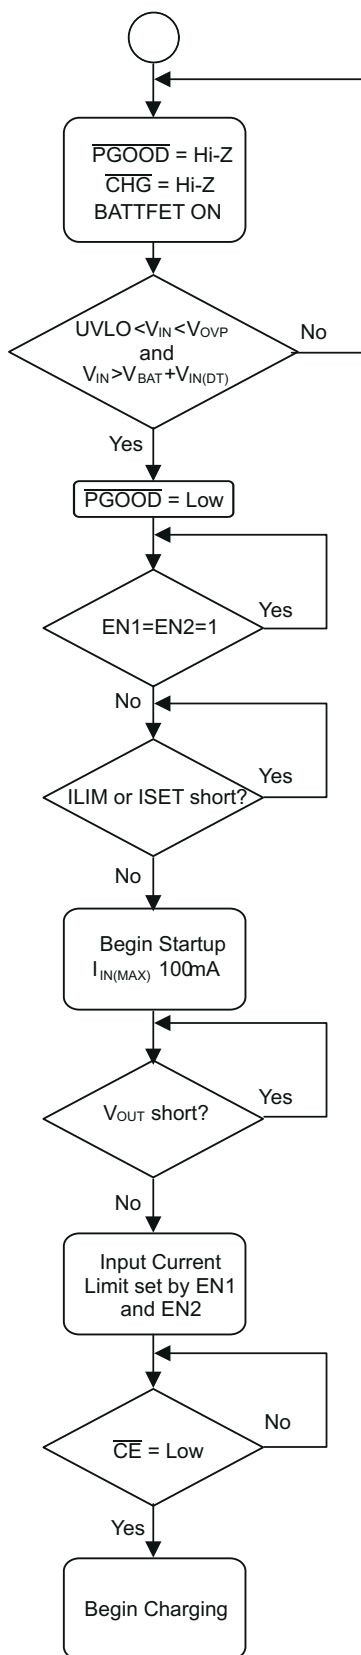 PGOOD = Hi-Z
CHG = Hi-Z
BATTFET ON
UVLO<VIN<VOVP
and
VIN>VBAT+VIN(DT)
No
Yes
PGOOD = Low
EN1=EN2=1
Yes
No
ILIM or ISET short?
Yes
No
Begin Startup
IIN(MAX) 100mA
VOUT short?
Yes
No
Input Current
Limit set by EN1
and EN2
No
CE = Low
Yes
Begin Charging